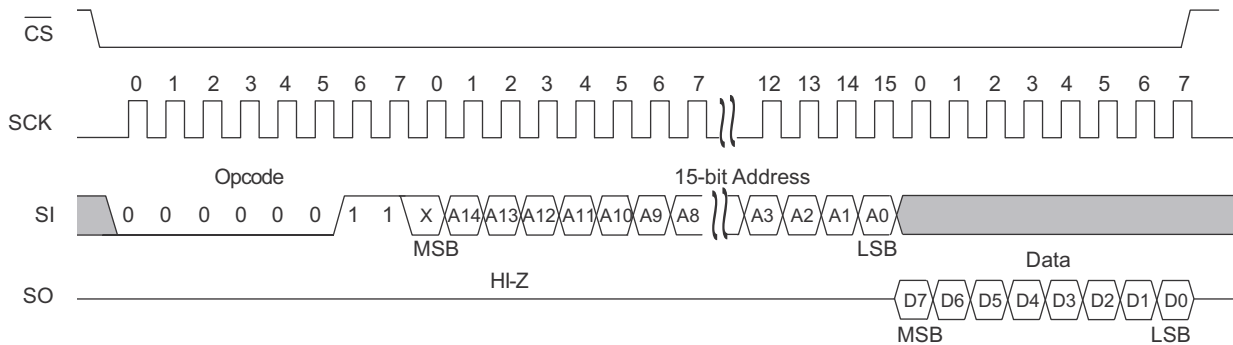 CS
0 1 2 3 4 5 6 7 0 1 2 3 4 5 6 7 12 13 14 15 0 1 2 3 4 5 6 7
SCK
Opcode 15-bit Address
SI 0 0 0 0 0 0 1 1 X A14 A13 A12 A11 A10 A9 A8 A3 A2 A1 A0
MSB LSB
HI-Z Data
SO D7 D6 D5 D4 D3 D2 D1 D0
MSB LSB